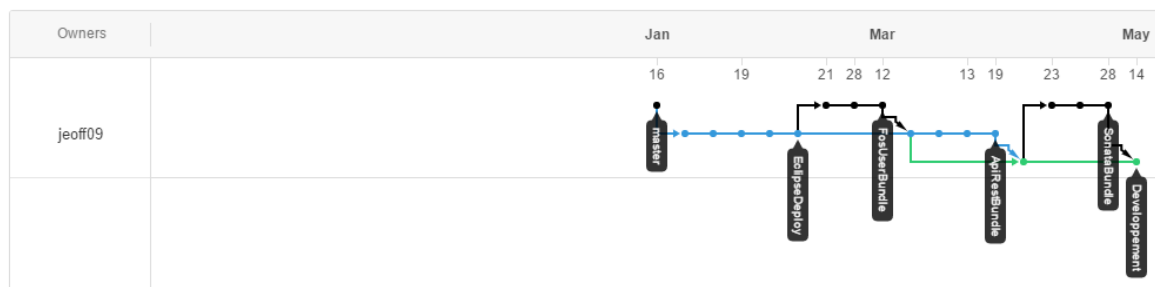 Owners Jan Mar May
16 19 21 28 12 13 19 23 28 14
jeoff09
master
EclipseDeploy
FosUserBundle
ApiRestBundle
SonataBundle
Developpement